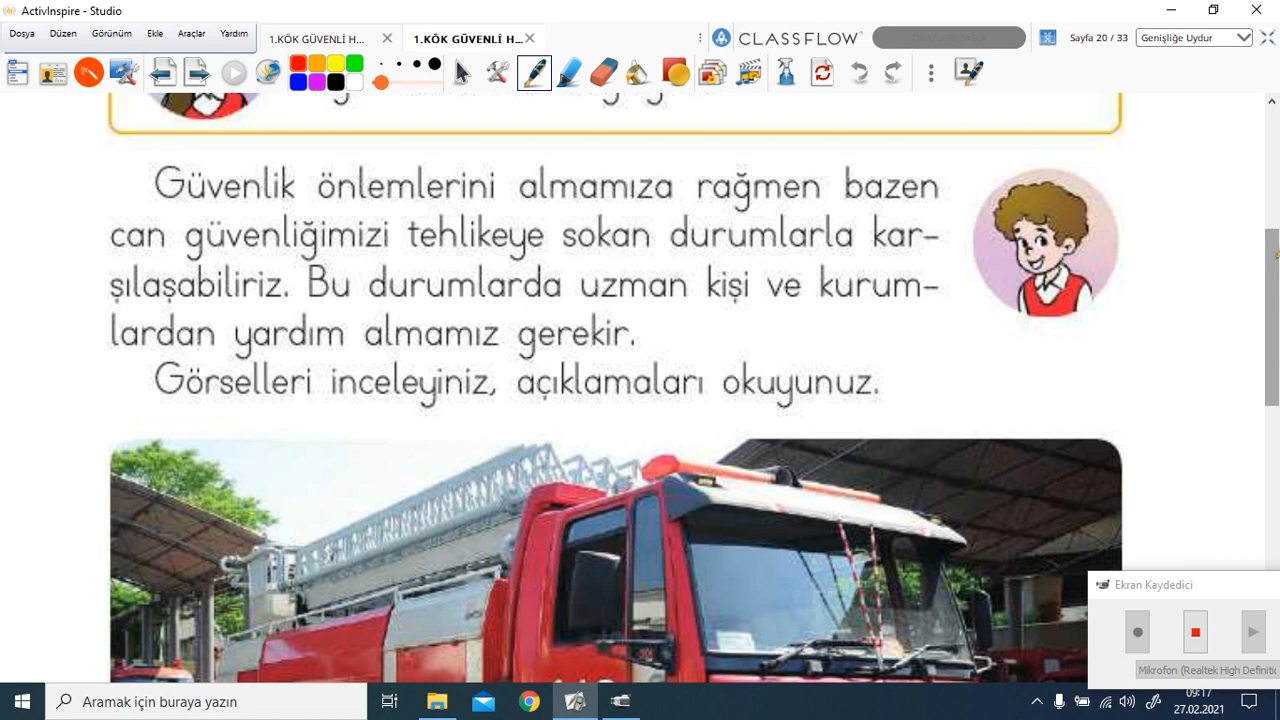 ActivInspire - Studio
Dosya Düzen Görünüm Ekle Araçlar Yardım
1.KÖK GÜVENLİ H...
1.KÖK GÜVENLİ H...
CLASSFLOW
Sayfa 20 / 33
Genişliğe Uydur
Güvenlik önlemlerini almamıza rağmen bazen
can güvenliğimizi tehlikeye sokan durumlarla kar-
şılaşabiliriz. Bu durumlarda uzman kişi ve kurum-
lardan yardım almamız gerekir.
Görselleri inceleyiniz, açıklamaları okuyunuz.
Ekran Kaydedici
Mikrofon (Realtek High Definitic
Aramak için buraya yazın
09:17
27.02.2021